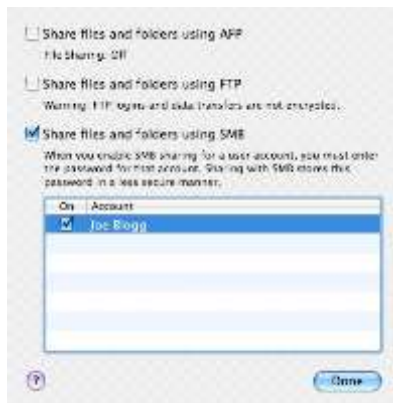 Share files and folders using AFP
File Sharing: Off
Share files and folders using FTP
Warning: FTP logins and data transfers are not encrypted.
Share files and folders using SMB
When you enable SMB sharing for a user account, you must enter
the password for that account. Sharing with SMB stores this
password in a less secure manner.
On Account
Joe Blogg
? Done